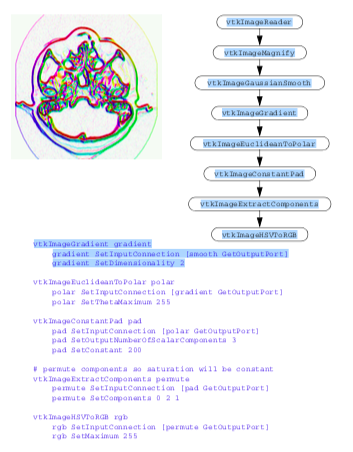 vtkImageReader
vtkImageMagnify
vtkImageGaussianSmooth
vtkImageGradient
vtkImageEuclideanToPolar
vtkImageConstantPad
vtkImageExtractComponents
vtkImageHSVToRGB
vtkImageGradient gradient
gradient SetInputConnection [smooth GetOutputPort]
gradient SetDimensionality 2
vtkImageEuclideanToPolar polar
polar SetInputConnection [gradient GetOutputPort]
polar SetThetaMaximum 255
vtkImageConstantPad pad
pad SetInputConnection [polar GetOutputPort]
pad SetOutputNumberOfScalarComponents 3
pad SetConstant 200
# permute components so saturation will be constant
vtkImageExtractComponents permute
permute SetInputConnection [pad GetOutputPort]
permute SetComponents 0 2 1
vtkImageHSVToRGB rgb
rgb SetInputConnection [permute GetOutputPort]
rgb SetMaximum 255